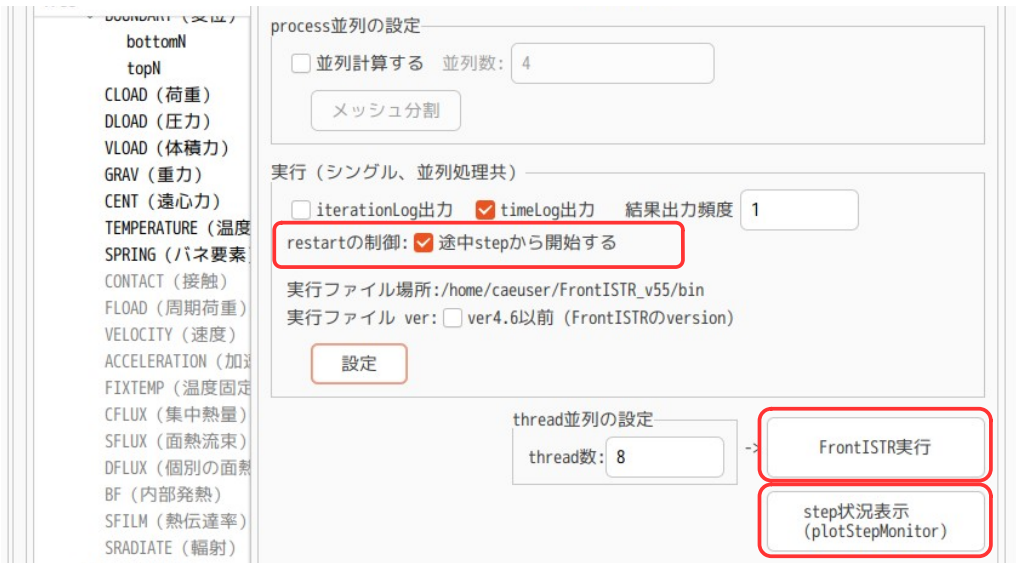 BOUNDARY (変位)
bottomN
topN
CLOAD (荷重)
DLOAD (圧力)
VLOAD (体積力)
GRAV (重力)
CENT (遠心力)
TEMPERATURE (温度
SPRING (バネ要素
CONTACT (接触)
FLOAD (周期荷重)
VELOCITY (速度)
ACCELERATION (加速
FIXTEMP (温度固定
CFLUX (集中熱量)
SFLUX (面熱流束)
DFLUX (個別の面熱
BF (内部発熱)
SFILM (熱伝達率)
SRADIATE (輻射)
process並列の設定
並列計算する 並列数: 4
メッシュ分割
実行 (シングル、並列処理共)
iterationLog出力 timeLog出力 結果出力頻度 1
restartの制御: 途中stepから開始する
実行ファイル場所:/home/caeuser/FrontISTR_v55/bin
実行ファイル ver: ver4.6以前 (FrontISTRのversion)
設定
thread並列の設定
thread数: 8
->
FrontISTR実行
step状況表示
(plotStepMonitor)